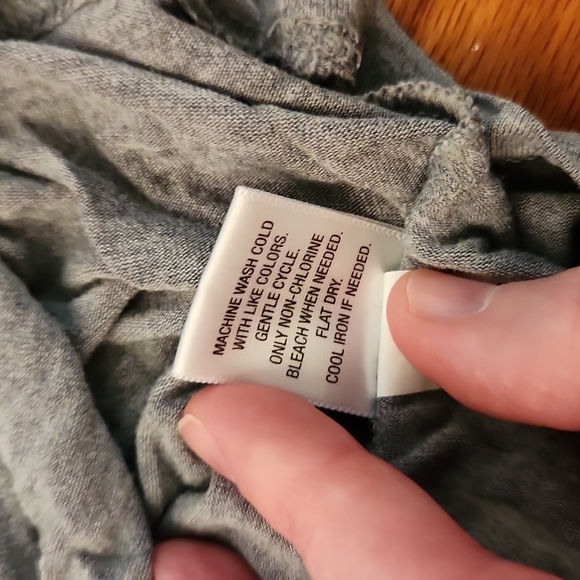 MACHINE WASH COLD
WITH LIKE COLORS.
GENTLE CYCLE.
ONLY NON-CHLORINE
BLEACH WHEN NEEDED.
FLAT DRY.
COOL IRON IF NEEDED.